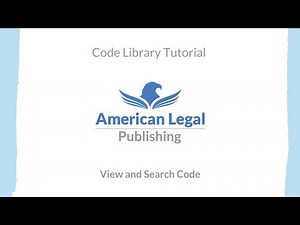 Code Library Tutorial
American Legal
Publishing
View and Search Code